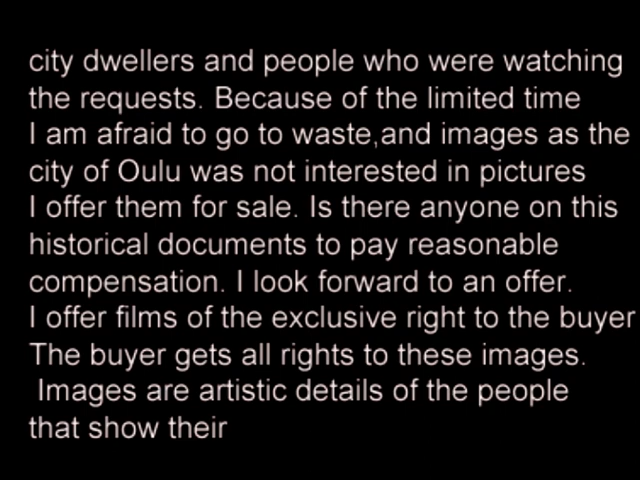 city dwellers and people who were watching
the requests. Because of the limited time
I am afraid to go to waste,and images as the
city of Oulu was not interested in pictures
I offer them for sale. Is there anyone on this
historical documents to pay reasonable
compensation. I look forward to an offer.
I offer films of the exclusive right to the buyer
The buyer gets all rights to these images.
Images are artistic details of the people
that show their